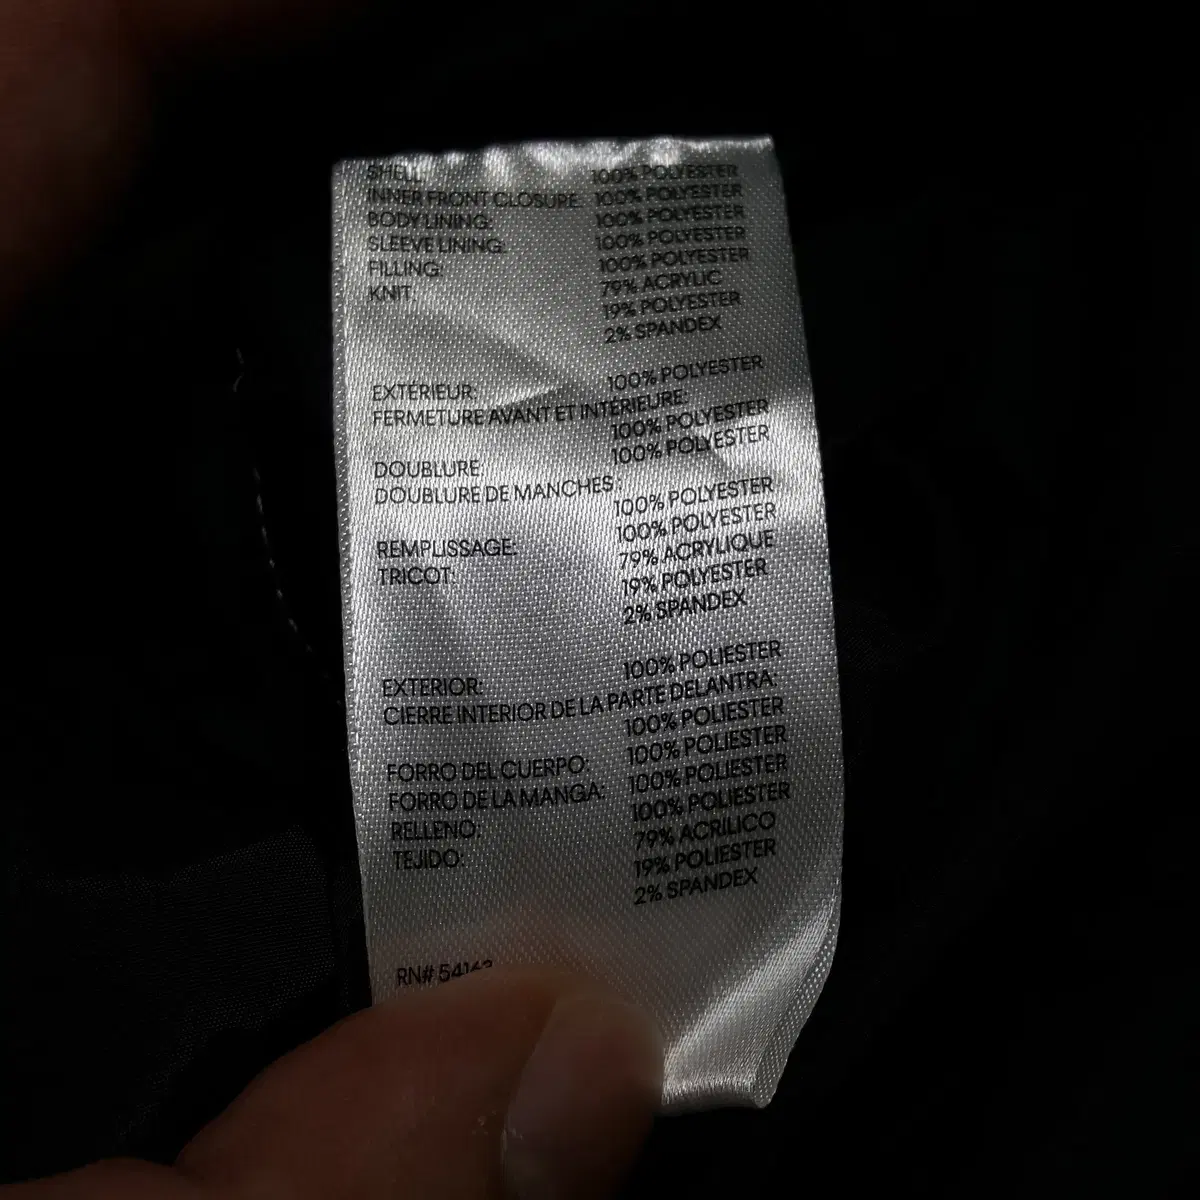 SHELL: 100% POLYESTER
INNER FRONT CLOSURE: 100% POLYESTER
BODY LINING: 100% POLYESTER
SLEEVE LINING: 100% POLYESTER
FILLING: 100% POLYESTER
KNIT: 79% ACRYLIC
19% POLYESTER
2% SPANDEX
EXTÉRIEUR: 100% POLYESTER
FERMETURE AVANT ET INTÉRIEURE:
100% POLYESTER
DOUBLURE 100% POLYESTER
DOUBLURE DE MANCHES:
100% POLYESTER
REMPLISSAGE: 100% POLYESTER
TRICOT: 79% ACRYLIQUE
19% POLYESTER
2% SPANDEX
EXTERIOR: 100% POLIESTER
CIERRE INTERIOR DE LA PARTE DELANTRA:
100% POLIESTER
FORRO DEL CUERPO: 100% POLIESTER
FORRO DE LA MANGA: 100% POLIESTER
RELLENO: 100% POLIESTER
TEJIDO: 79% ACRILICO
19% POLIESTER
2% SPANDEX
RN#